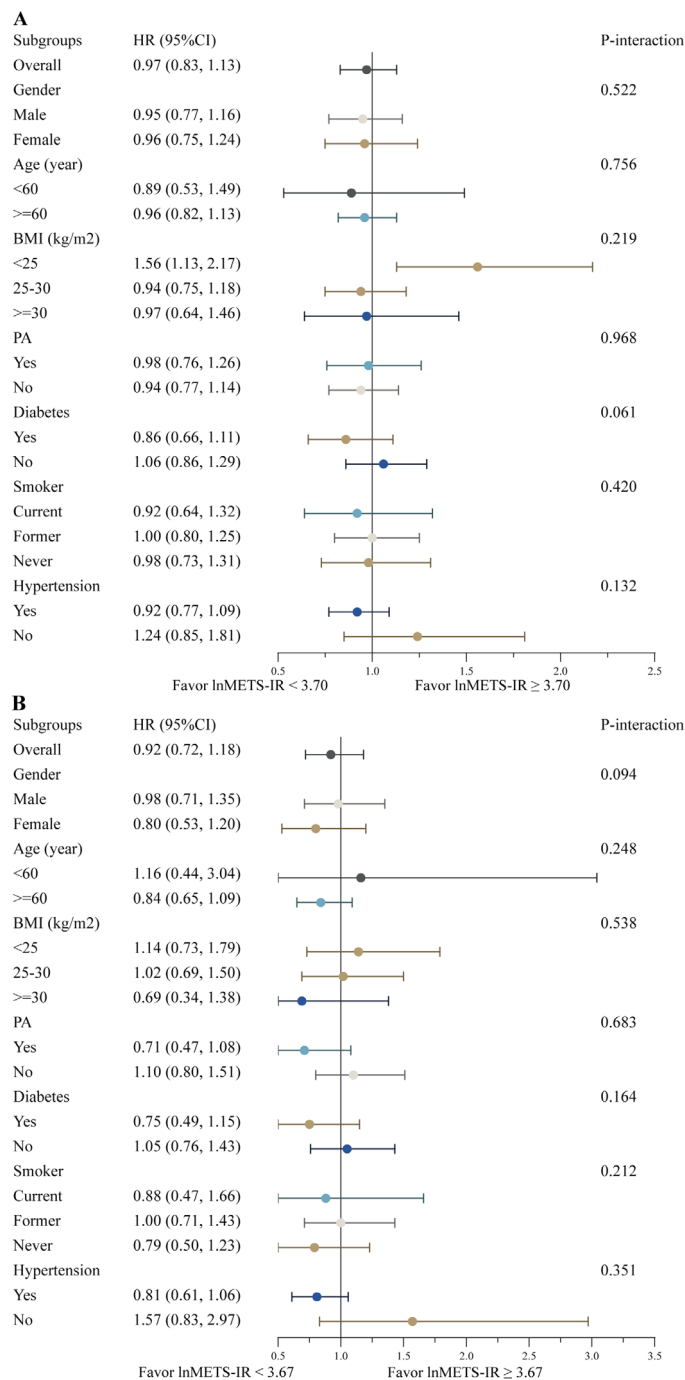 A
Subgroups HR (95%CI) P-interaction
Overall 0.97 (0.83, 1.13)
Gender 0.522
Male 0.95 (0.77, 1.16)
Female 0.96 (0.75, 1.24)
Age (year) 0.756
<60 0.89 (0.53, 1.49)
>=60 0.96 (0.82, 1.13)
BMI (kg/m2) 0.219
<25 1.56 (1.13, 2.17)
25-30 0.94 (0.75, 1.18)
>=30 0.97 (0.64, 1.46)
PA 0.968
Yes 0.98 (0.76, 1.26)
No 0.94 (0.77, 1.14)
Diabetes 0.061
Yes 0.86 (0.66, 1.11)
No 1.06 (0.86, 1.29)
Smoker 0.420
Current 0.92 (0.64, 1.32)
Former 1.00 (0.80, 1.25)
Never 0.98 (0.73, 1.31)
Hypertension 0.132
Yes 0.92 (0.77, 1.09)
No 1.24 (0.85, 1.81)
0.5 1.0 1.5 2.0 2.5
Favor lnMETS-IR < 3.70 Favor lnMETS-IR ≥ 3.70
B
Subgroups HR (95%CI) P-interaction
Overall 0.92 (0.72, 1.18)
Gender 0.094
Male 0.98 (0.71, 1.35)
Female 0.80 (0.53, 1.20)
Age (year) 0.248
<60 1.16 (0.44, 3.04)
>=60 0.84 (0.65, 1.09)
BMI (kg/m2) 0.538
<25 1.14 (0.73, 1.79)
25-30 1.02 (0.69, 1.50)
>=30 0.69 (0.34, 1.38)
PA 0.683
Yes 0.71 (0.47, 1.08)
No 1.10 (0.80, 1.51)
Diabetes 0.164
Yes 0.75 (0.49, 1.15)
No 1.05 (0.76, 1.43)
Smoker 0.212
Current 0.88 (0.47, 1.66)
Former 1.00 (0.71, 1.43)
Never 0.79 (0.50, 1.23)
Hypertension 0.351
Yes 0.81 (0.61, 1.06)
No 1.57 (0.83, 2.97)
0.5 1.0 1.5 2.0 2.5 3.0 3.5
Favor lnMETS-IR < 3.67 Favor lnMETS-IR ≥ 3.67